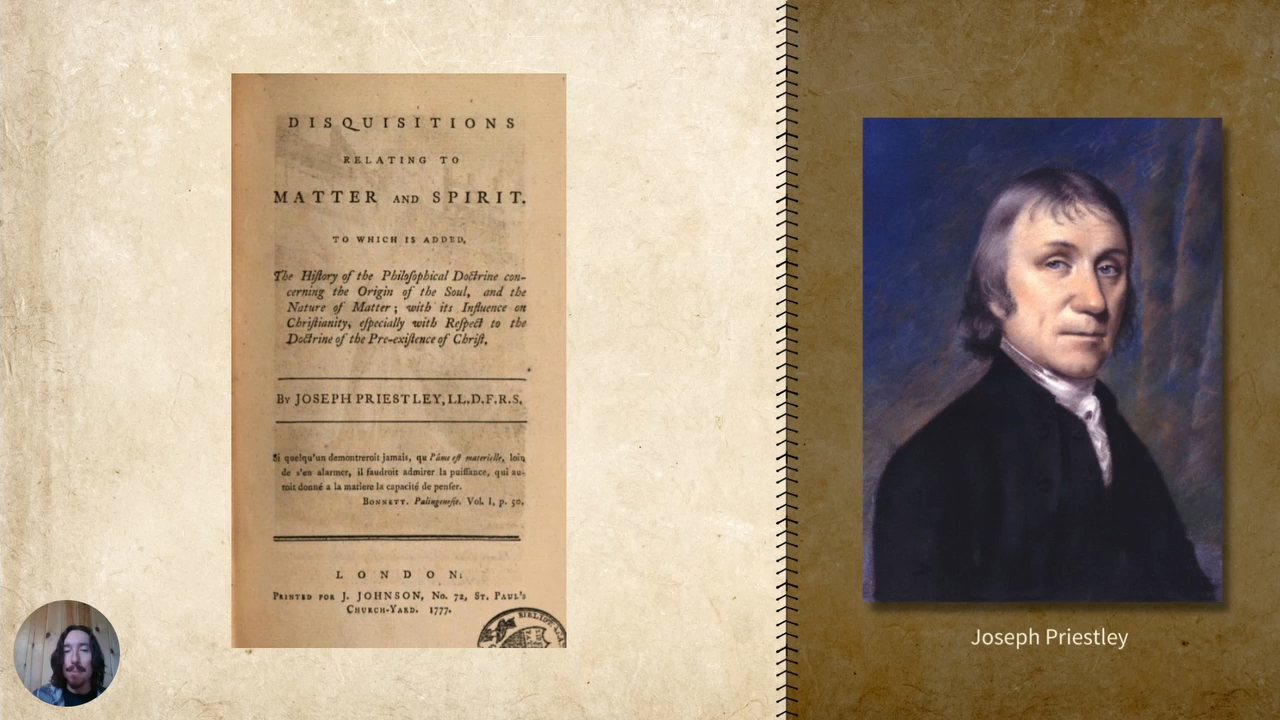 DISQUISITIONS
RELATING TO
MATTER AND SPIRIT.
TO WHICH IS ADDED,
The Hiſtory of the Philoſophical Doctrine con-
cerning the Origin of the Soul, and the
Nature of Matter; with its Influence on
Chriſtianity, eſpecially with Reſpect to the
Doctrine of the Pre-exiſtence of Chriſt.
By JOSEPH PRIESTLEY, LL.D.F.R.S.
Si quelqu'un demontreroit jamais, qu l'âme eſt materielle, loin
de s'en alarmer, il faudroit admirer la puiſſance, qui au-
roit donné a la matiere la capacité de penſer.
BONNETT. Palingeneſie. Vol. I, p. 50.
LONDON:
PRINTED FOR J. JOHNSON, No. 72, ST. PAUL'S
CHURCH-YARD. 1777.
Joseph Priestley